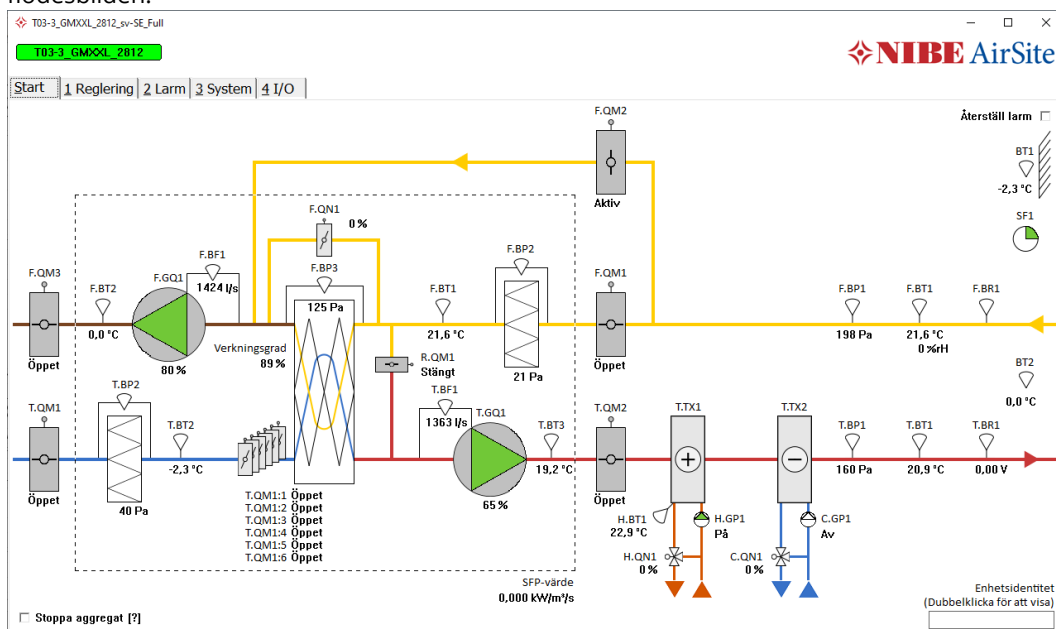 flödesbilden.
T03-3_GMXXL_2812_sv-SE_Full
T03-3_GMXXL_2812
NIBE AirSite
Start
1 Reglering
2 Larm
3 System
4 I/O
Återställ larm
F.QM2
Aktiv
BT1
-2,3 °C
SF1
F.QN1
0 %
F.BF1
1424 l/s
F.BP3
125 Pa
F.BP2
21 Pa
F.QM3
Öppet
F.BT2
0,0 °C
F.GQ1
80 %
Verkningsgrad
89 %
F.BT1
21,6 °C
F.QM1
Öppet
F.BP1
198 Pa
F.BT1
21,6 °C
0 %rH
F.BR1
R.QM1
Stängt
BT2
0,0 °C
T.QM1
Öppet
T.BP2
40 Pa
T.BT2
-2,3 °C
T.QM1:1 Öppet
T.QM1:2 Öppet
T.QM1:3 Öppet
T.QM1:4 Öppet
T.QM1:5 Öppet
T.QM1:6 Öppet
T.BF1
1363 l/s
T.GQ1
65 %
T.BT3
19,2 °C
T.QM2
Öppet
T.TX1
T.TX2
T.BP1
160 Pa
T.BT1
20,9 °C
T.BR1
0,00 V
H.BT1
22,9 °C
H.GP1
På
H.QN1
0 %
C.GP1
Av
C.QN1
0 %
SFP-värde
0,000 kW/m³/s
Enhetsidentitet
(Dubbelklicka för att visa)
Stoppa aggregat [?]